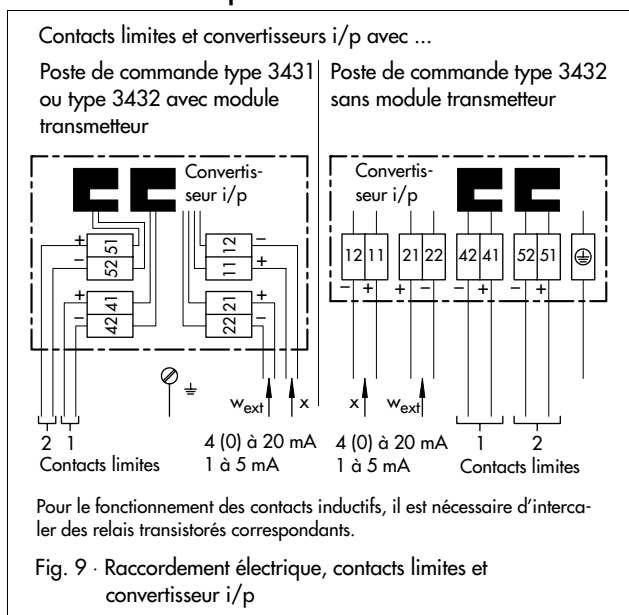 Contacts limites et convertisseurs i/p avec ...
Poste de commande type 3431
ou type 3432 avec module
transmetteur
Convertis-
seur i/p
+ 51
− 52
+ 41
− 42
12 −
11 +
21 +
22 −
wext x
2 1
Contacts limites
4 (0) à 20 mA
1 à 5 mA
Poste de commande type 3432
sans module transmetteur
Convertis-
seur i/p
12 11 21 22 42 41 52 51
− + + − − + − +
x wext
4 (0) à 20 mA
1 à 5 mA
1 2
Contacts limites
Pour le fonctionnement des contacts inductifs, il est nécessaire d'interca-
ler des relais transistorés correspondants.
Fig. 9 · Raccordement électrique, contacts limites et
convertisseur i/p